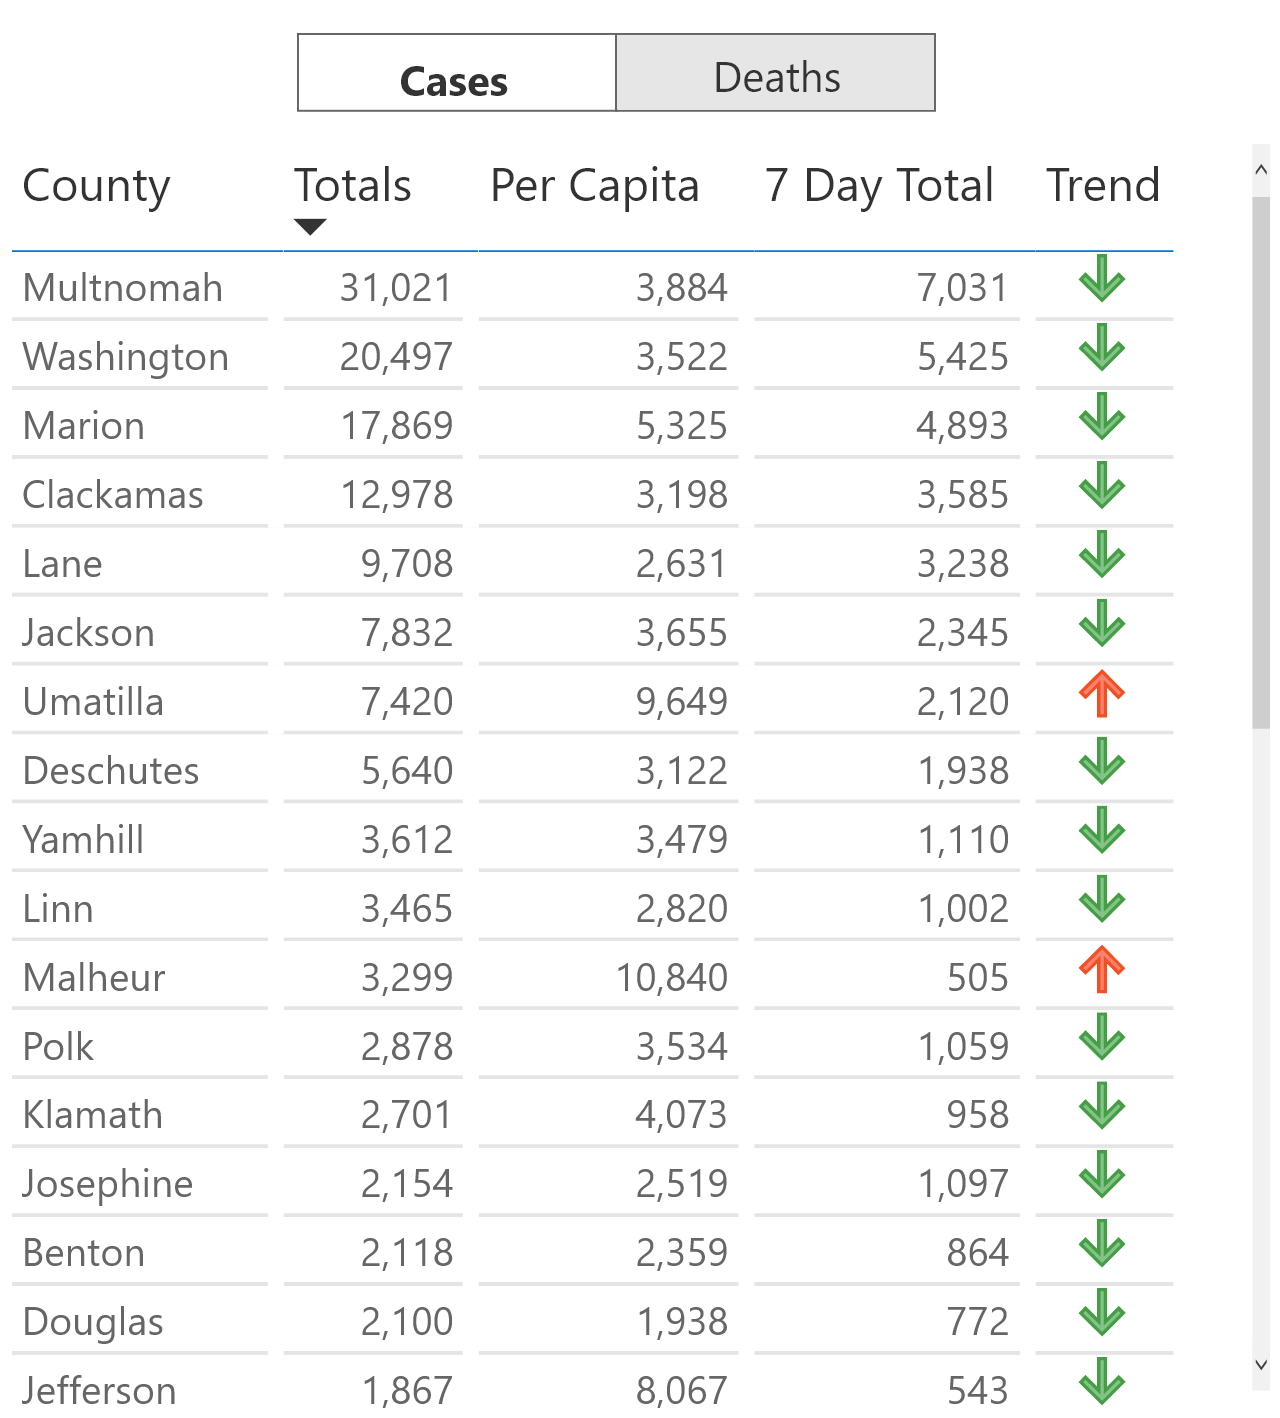 Cases Deaths
County Totals Per Capita 7 Day Total Trend
Multnomah 31,021 3,884 7,031
Washington 20,497 3,522 5,425
Marion 17,869 5,325 4,893
Clackamas 12,978 3,198 3,585
Lane 9,708 2,631 3,238
Jackson 7,832 3,655 2,345
Umatilla 7,420 9,649 2,120
Deschutes 5,640 3,122 1,938
Yamhill 3,612 3,479 1,110
Linn 3,465 2,820 1,002
Malheur 3,299 10,840 505
Polk 2,878 3,534 1,059
Klamath 2,701 4,073 958
Josephine 2,154 2,519 1,097
Benton 2,118 2,359 864
Douglas 2,100 1,938 772
Jefferson 1,867 8,067 543